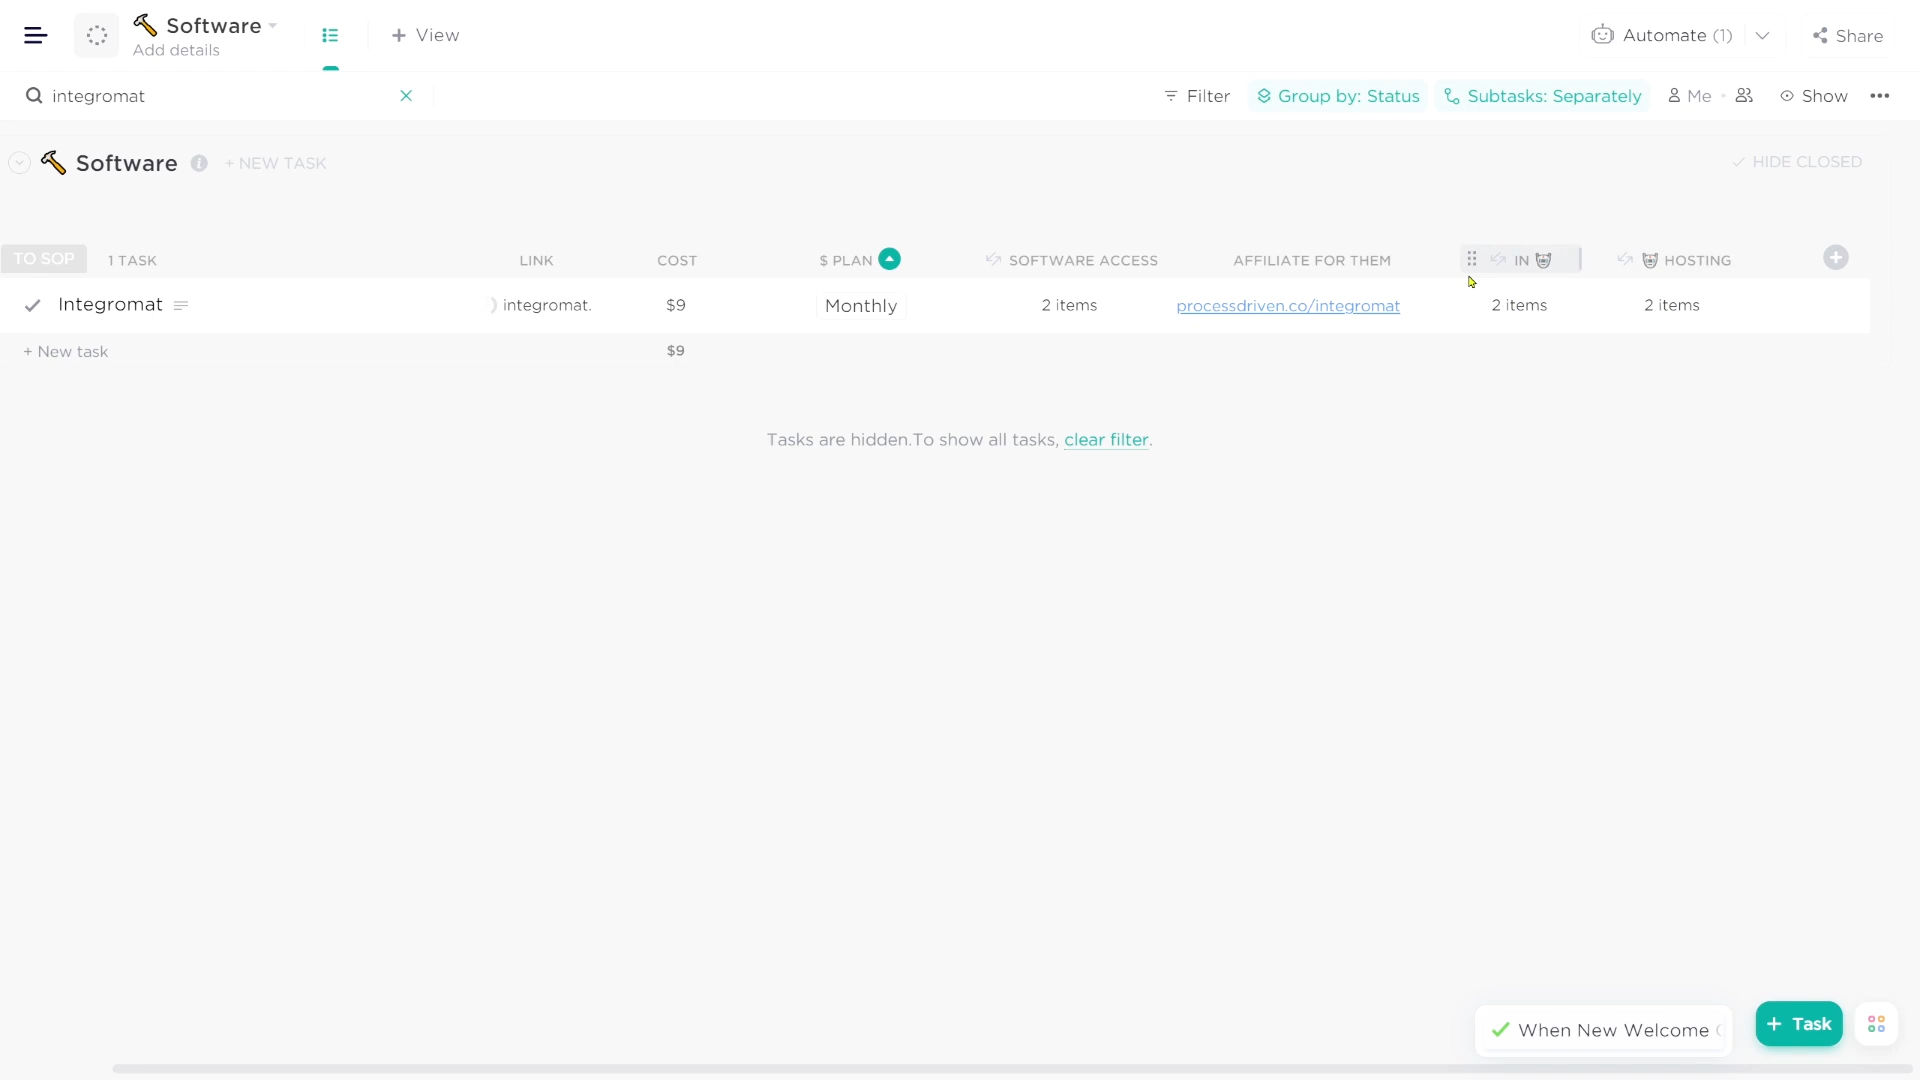 Software
Add details
+ View
Automate (1)
Share
integromat
Filter
Group by: Status
Subtasks: Separately
Me
Show
Software
+ NEW TASK
HIDE CLOSED
TO SOP
1 TASK
LINK
COST
$ PLAN
SOFTWARE ACCESS
AFFILIATE FOR THEM
IN
HOSTING
Integromat
integromat.
$9
Monthly
2 items
processdriven.co/integromat
2 items
2 items
+ New task
$9
Tasks are hidden.To show all tasks, clear filter.
When New Welcome
+ Task